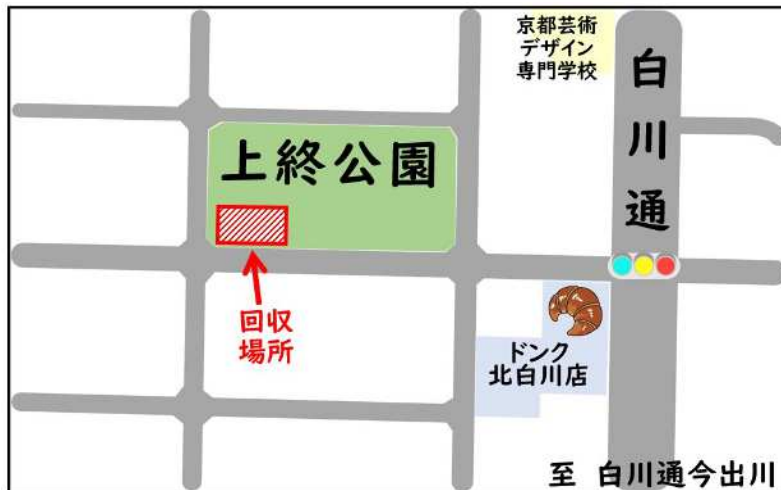 京都芸術
デザイン
専門学校
白川通
上終公園
回収
場所
ドンク
北白川店
至 白川通今出川